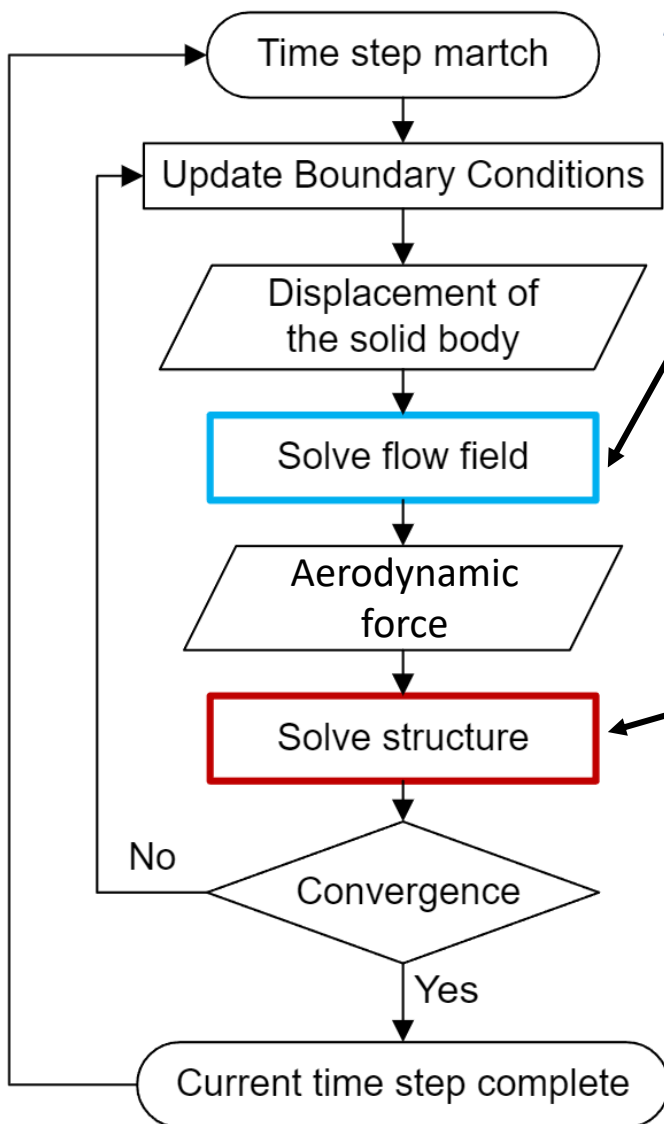 Time step martch
Update Boundary Conditions
Displacement of
the solid body
Solve flow field
Aerodynamic
force
Solve structure
No
Convergence
Yes
Current time step complete